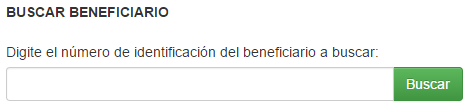 BUSCAR BENEFICIARIO
Digite el número de identificación del beneficiario a buscar:
Buscar